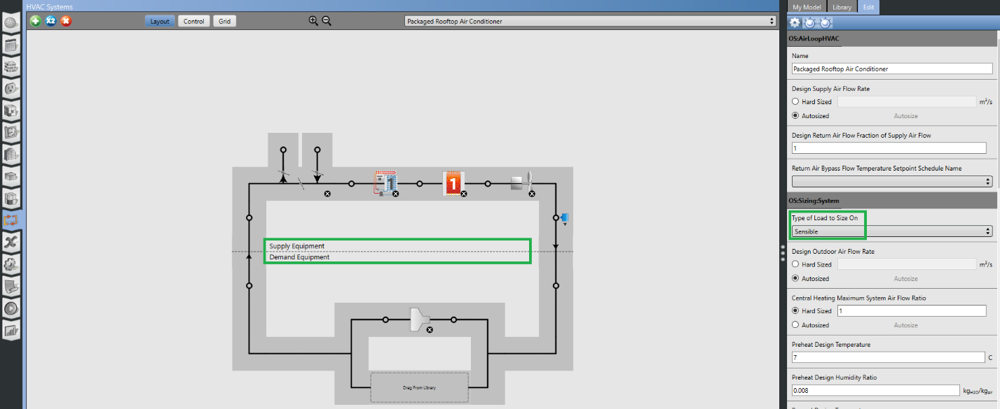 HVAC Systems
My Model Library Edit
X2
Layout Control Grid
Packaged Rooftop Air Conditioner
OS:AirLoopHVAC
Name
Packaged Rooftop Air Conditioner
Design Supply Air Flow Rate
Hard Sized m³/s
Autosized Autosize
Design Return Air Flow Fraction of Supply Air Flow
1
Return Air Bypass Flow Temperature Setpoint Schedule Name
OS:Sizing:System
Type of Load to Size On
Sensible
Design Outdoor Air Flow Rate
Hard Sized m³/s
Autosized Autosize
Central Heating Maximum System Air Flow Ratio
Hard Sized 1
Autosized Autosize
Preheat Design Temperature
7 C
Preheat Design Humidity Ratio
0.008 kgH2O/kgair
1
1
Supply Equipment
Demand Equipment
Drag From Library